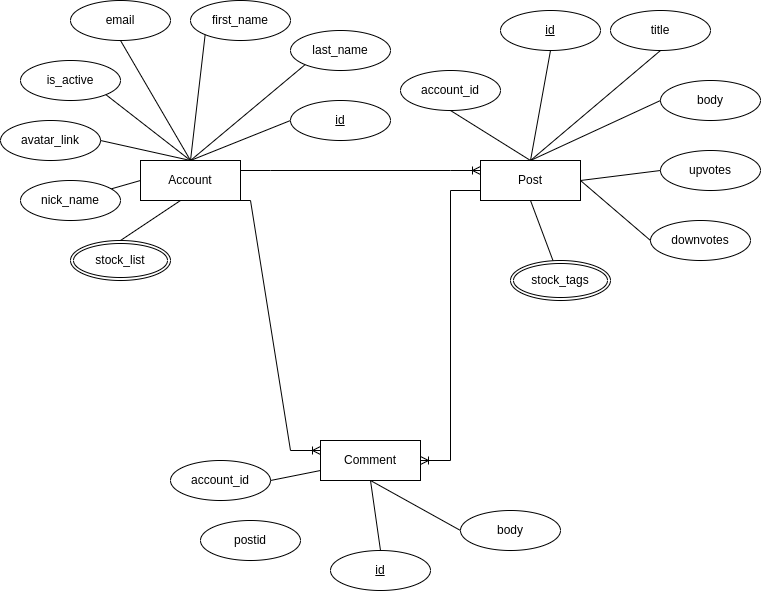 email
first_name
last_name
is_active
id
avatar_link
nick_name
Account
stock_list
id
title
account_id
body
upvotes
Post
downvotes
stock_tags
Comment
account_id
postid
body
id